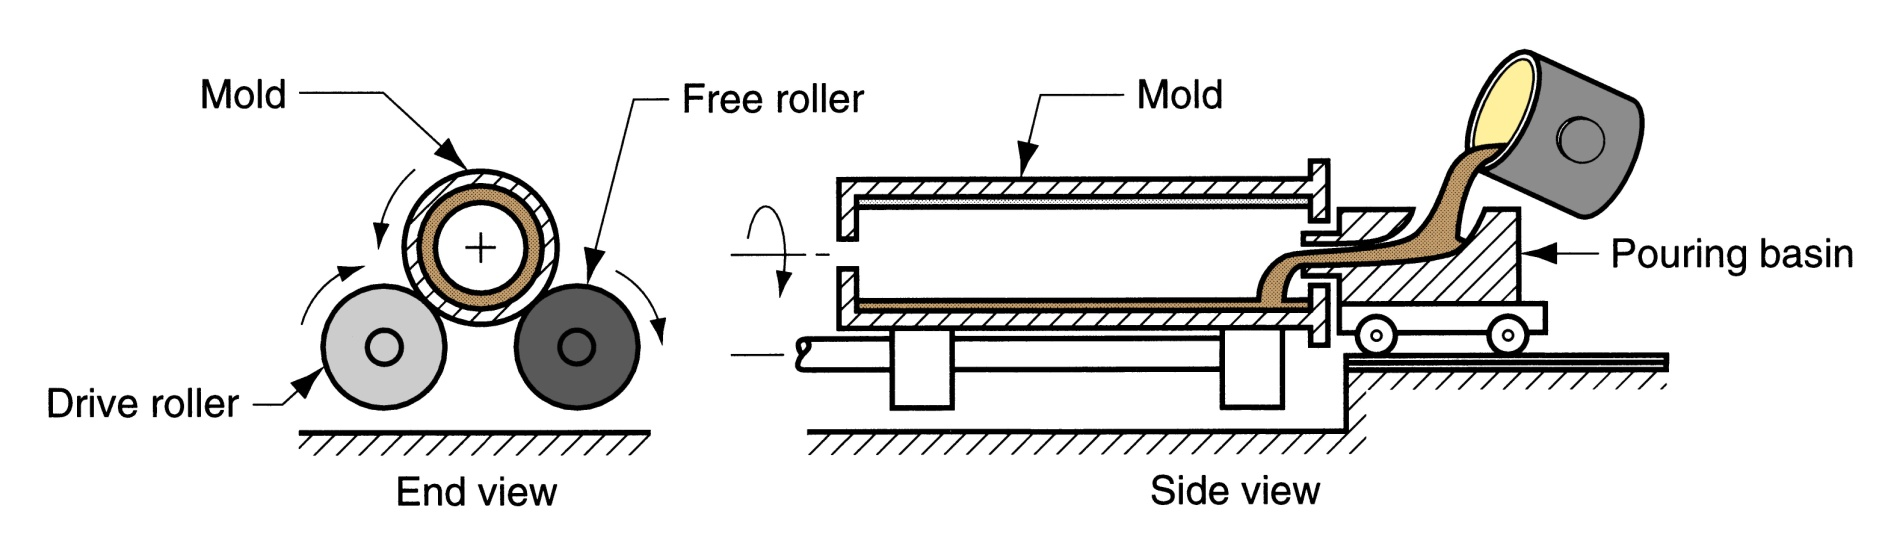 Mold
Free roller
Drive roller
End view
Mold
Pouring basin
Side view